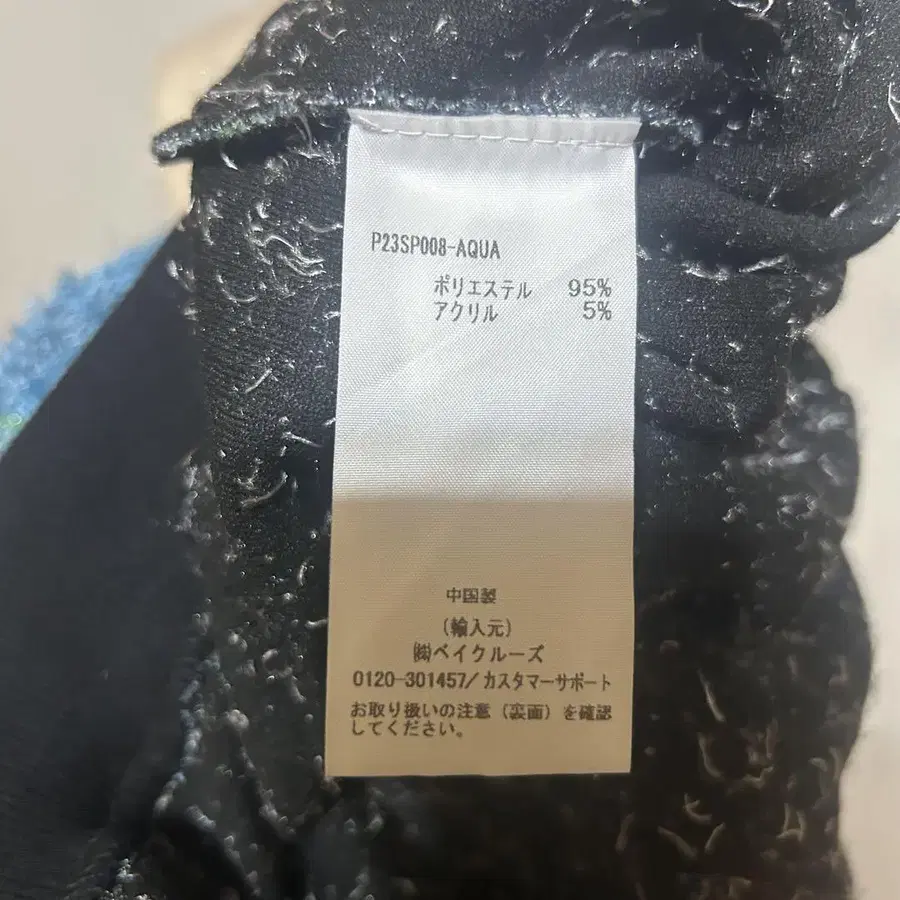 P23SP008-AQUA
ポリエステル 95%
アクリル 5%
中国製
(輸入元)
㈱ベイクルーズ
0120-301457/カスタマーサポート
お取り扱いの注意(裏面)を確認
してください。